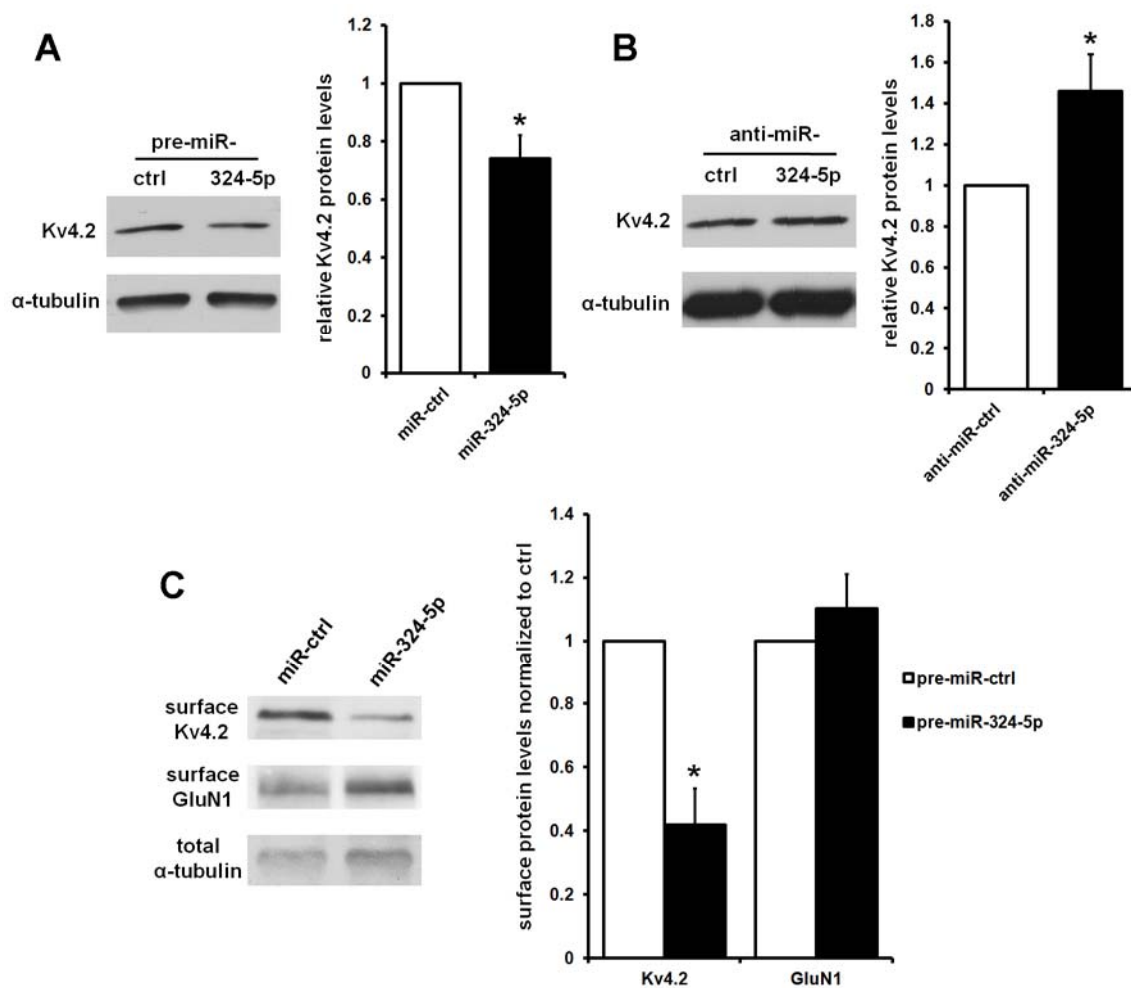 A
pre-miR-
ctrl 324-5p
Kv4.2
α-tubulin
relative Kv4.2 protein levels
1.2
1
0.8
0.6
0.4
0.2
0
*
miR-ctrl
miR-324-5p
B
anti-miR-
ctrl 324-5p
Kv4.2
α-tubulin
relative Kv4.2 protein levels
1.8
1.6
1.4
1.2
1
0.8
0.6
0.4
0.2
0
*
anti-miR-ctrl
anti-miR-324-5p
C
miR-ctrl
miR-324-5p
surface
Kv4.2
surface
GluN1
total
α-tubulin
surface protein levels normalized to ctrl
1.4
1.2
1
0.8
0.6
0.4
0.2
0
*
Kv4.2
GluN1
pre-miR-ctrl
pre-miR-324-5p